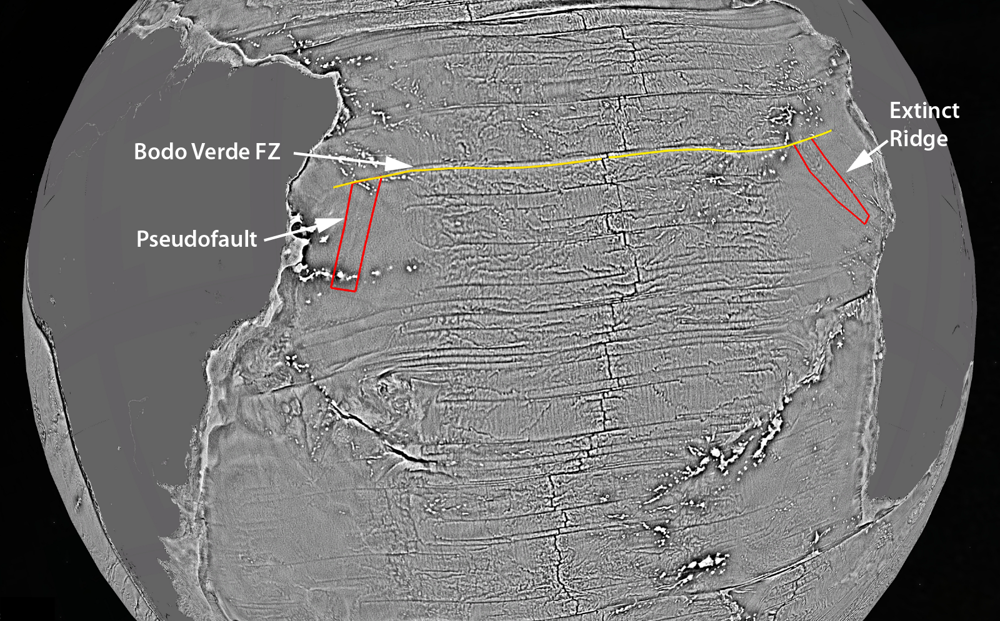 Extinct
Ridge
Bodo Verde FZ
Pseudofault